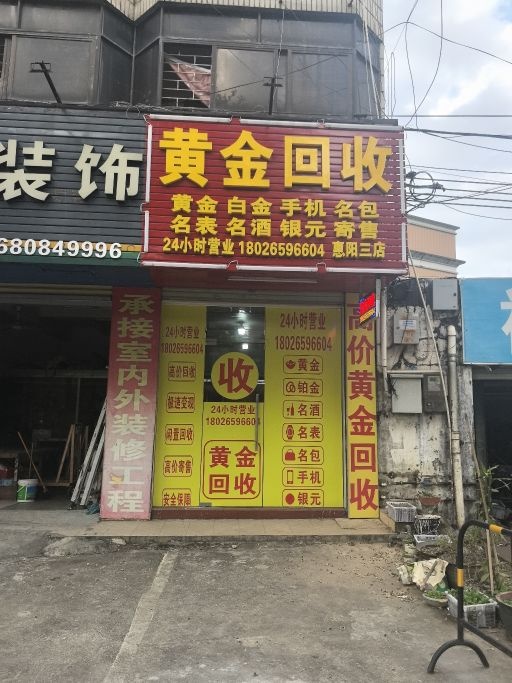 装饰
680849996
黄金回收
黄金 白金 手机 名包
名表 名酒 银元 寄售
24小时营业 18026596604 惠阳三店
承接室内外装修工程
24小时营业
18026596604
高价回收
极速变现
闲置回收
高价寄售
安全保障
收
24小时营业
18026596604
黄金
回收
24小时营业
18026596604
黄金
铂金
名酒
名表
名包
手机
银元
高价黄金回收